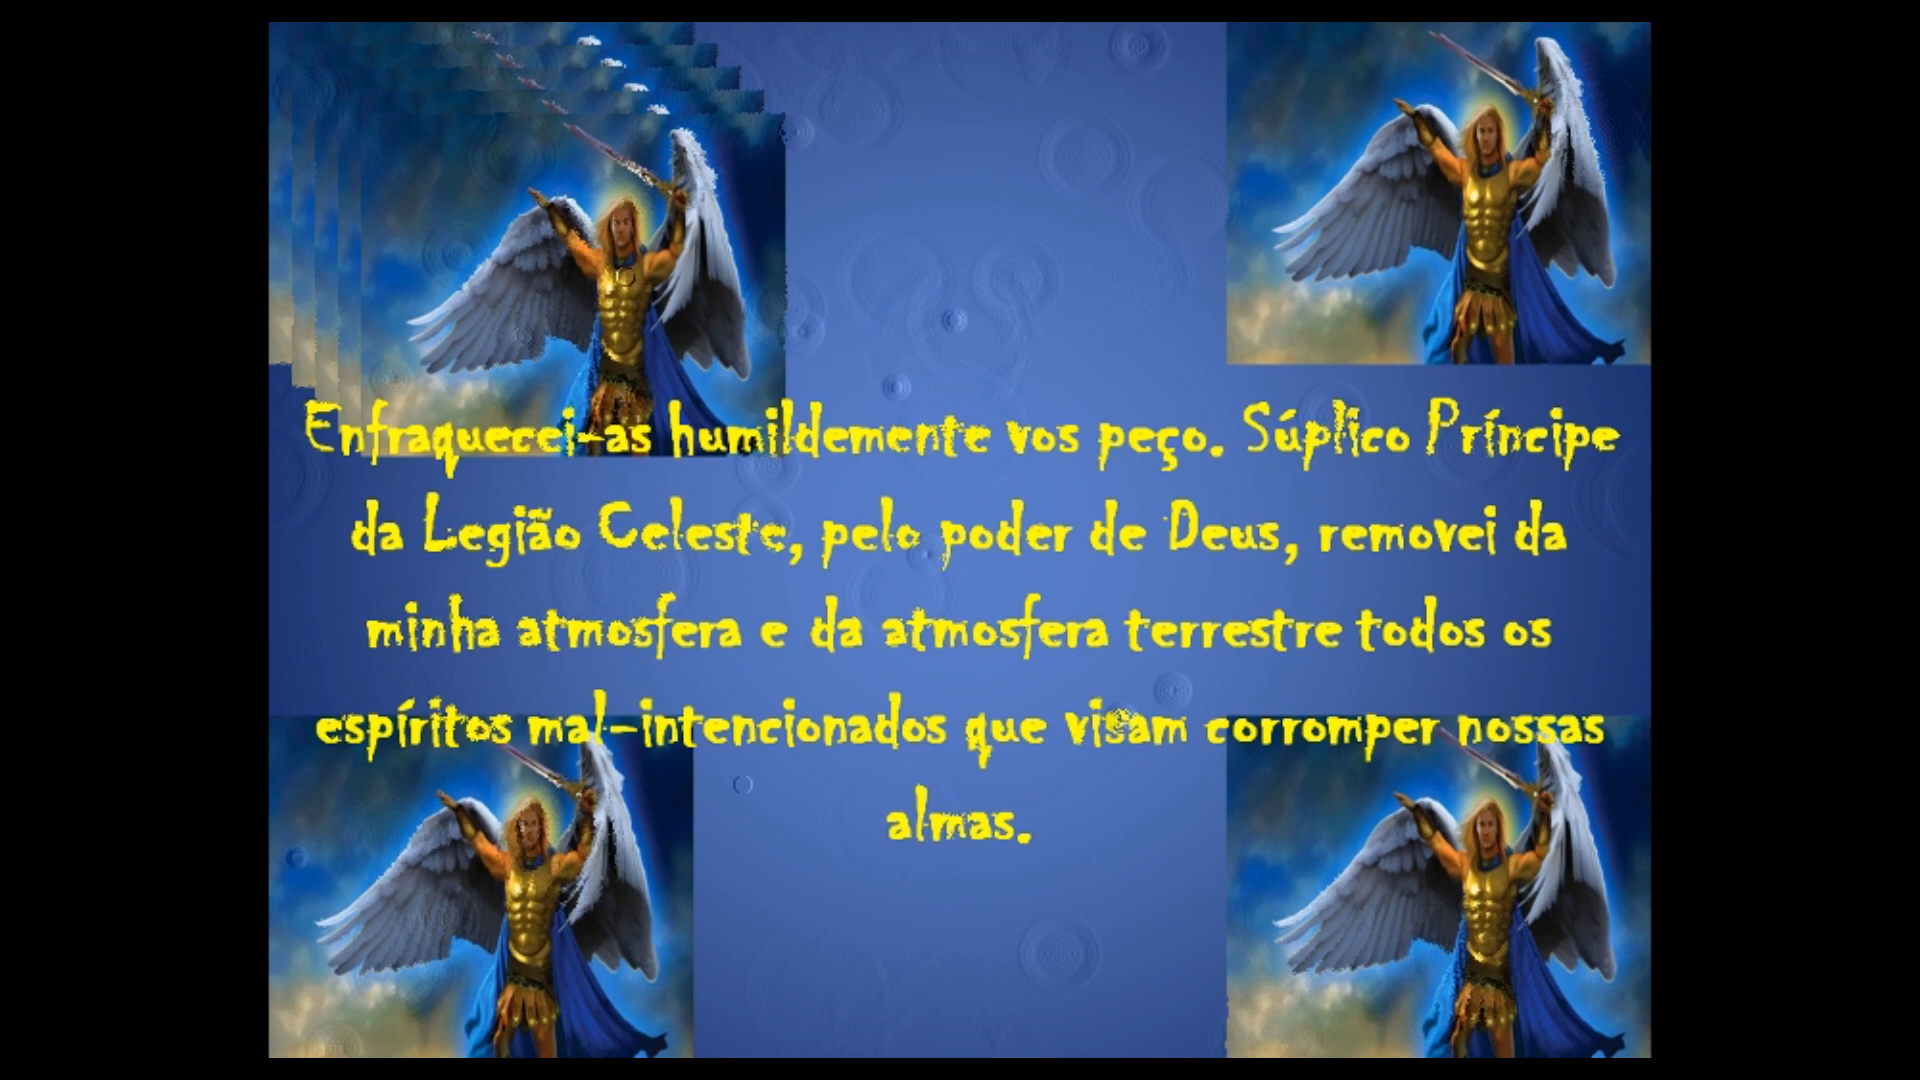 Enfraquecei-as humildemente vos peço. Súplico Príncipe
da Legião Celeste, pelo poder de Deus, removei da
minha atmosfera e da atmosfera terrestre todos os
espíritos mal-intencionados que visam corromper nossas
almas.